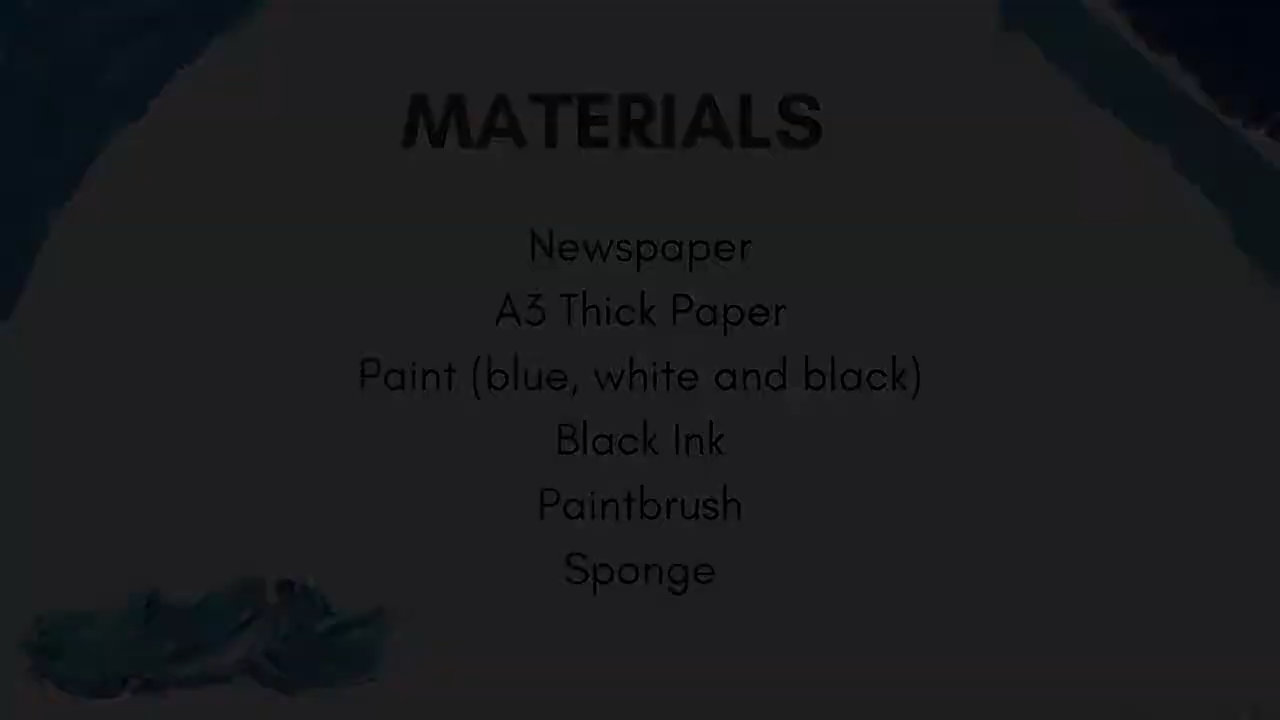 MATERIALS
Newspaper
A3 Thick Paper
Paint (blue, white and black)
Black Ink
Paintbrush
Sponge